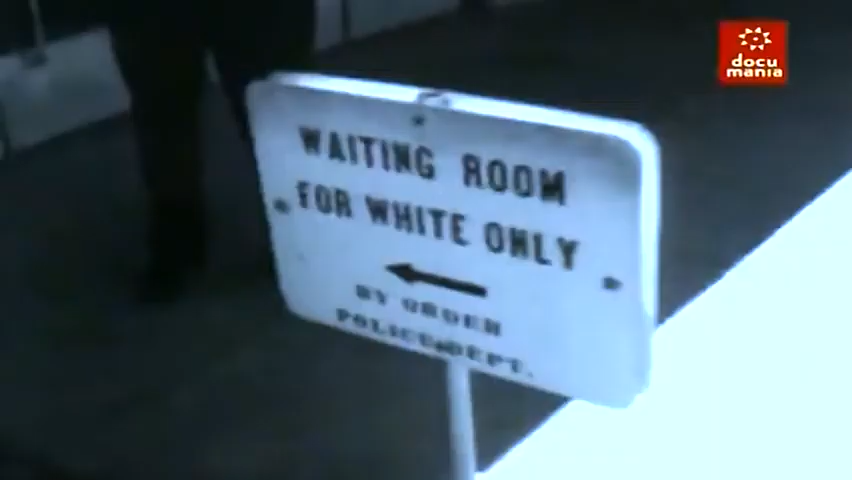 docu
mania
WAITING ROOM
FOR WHITE ONLY
BY ORDER
POLICE DEPT.